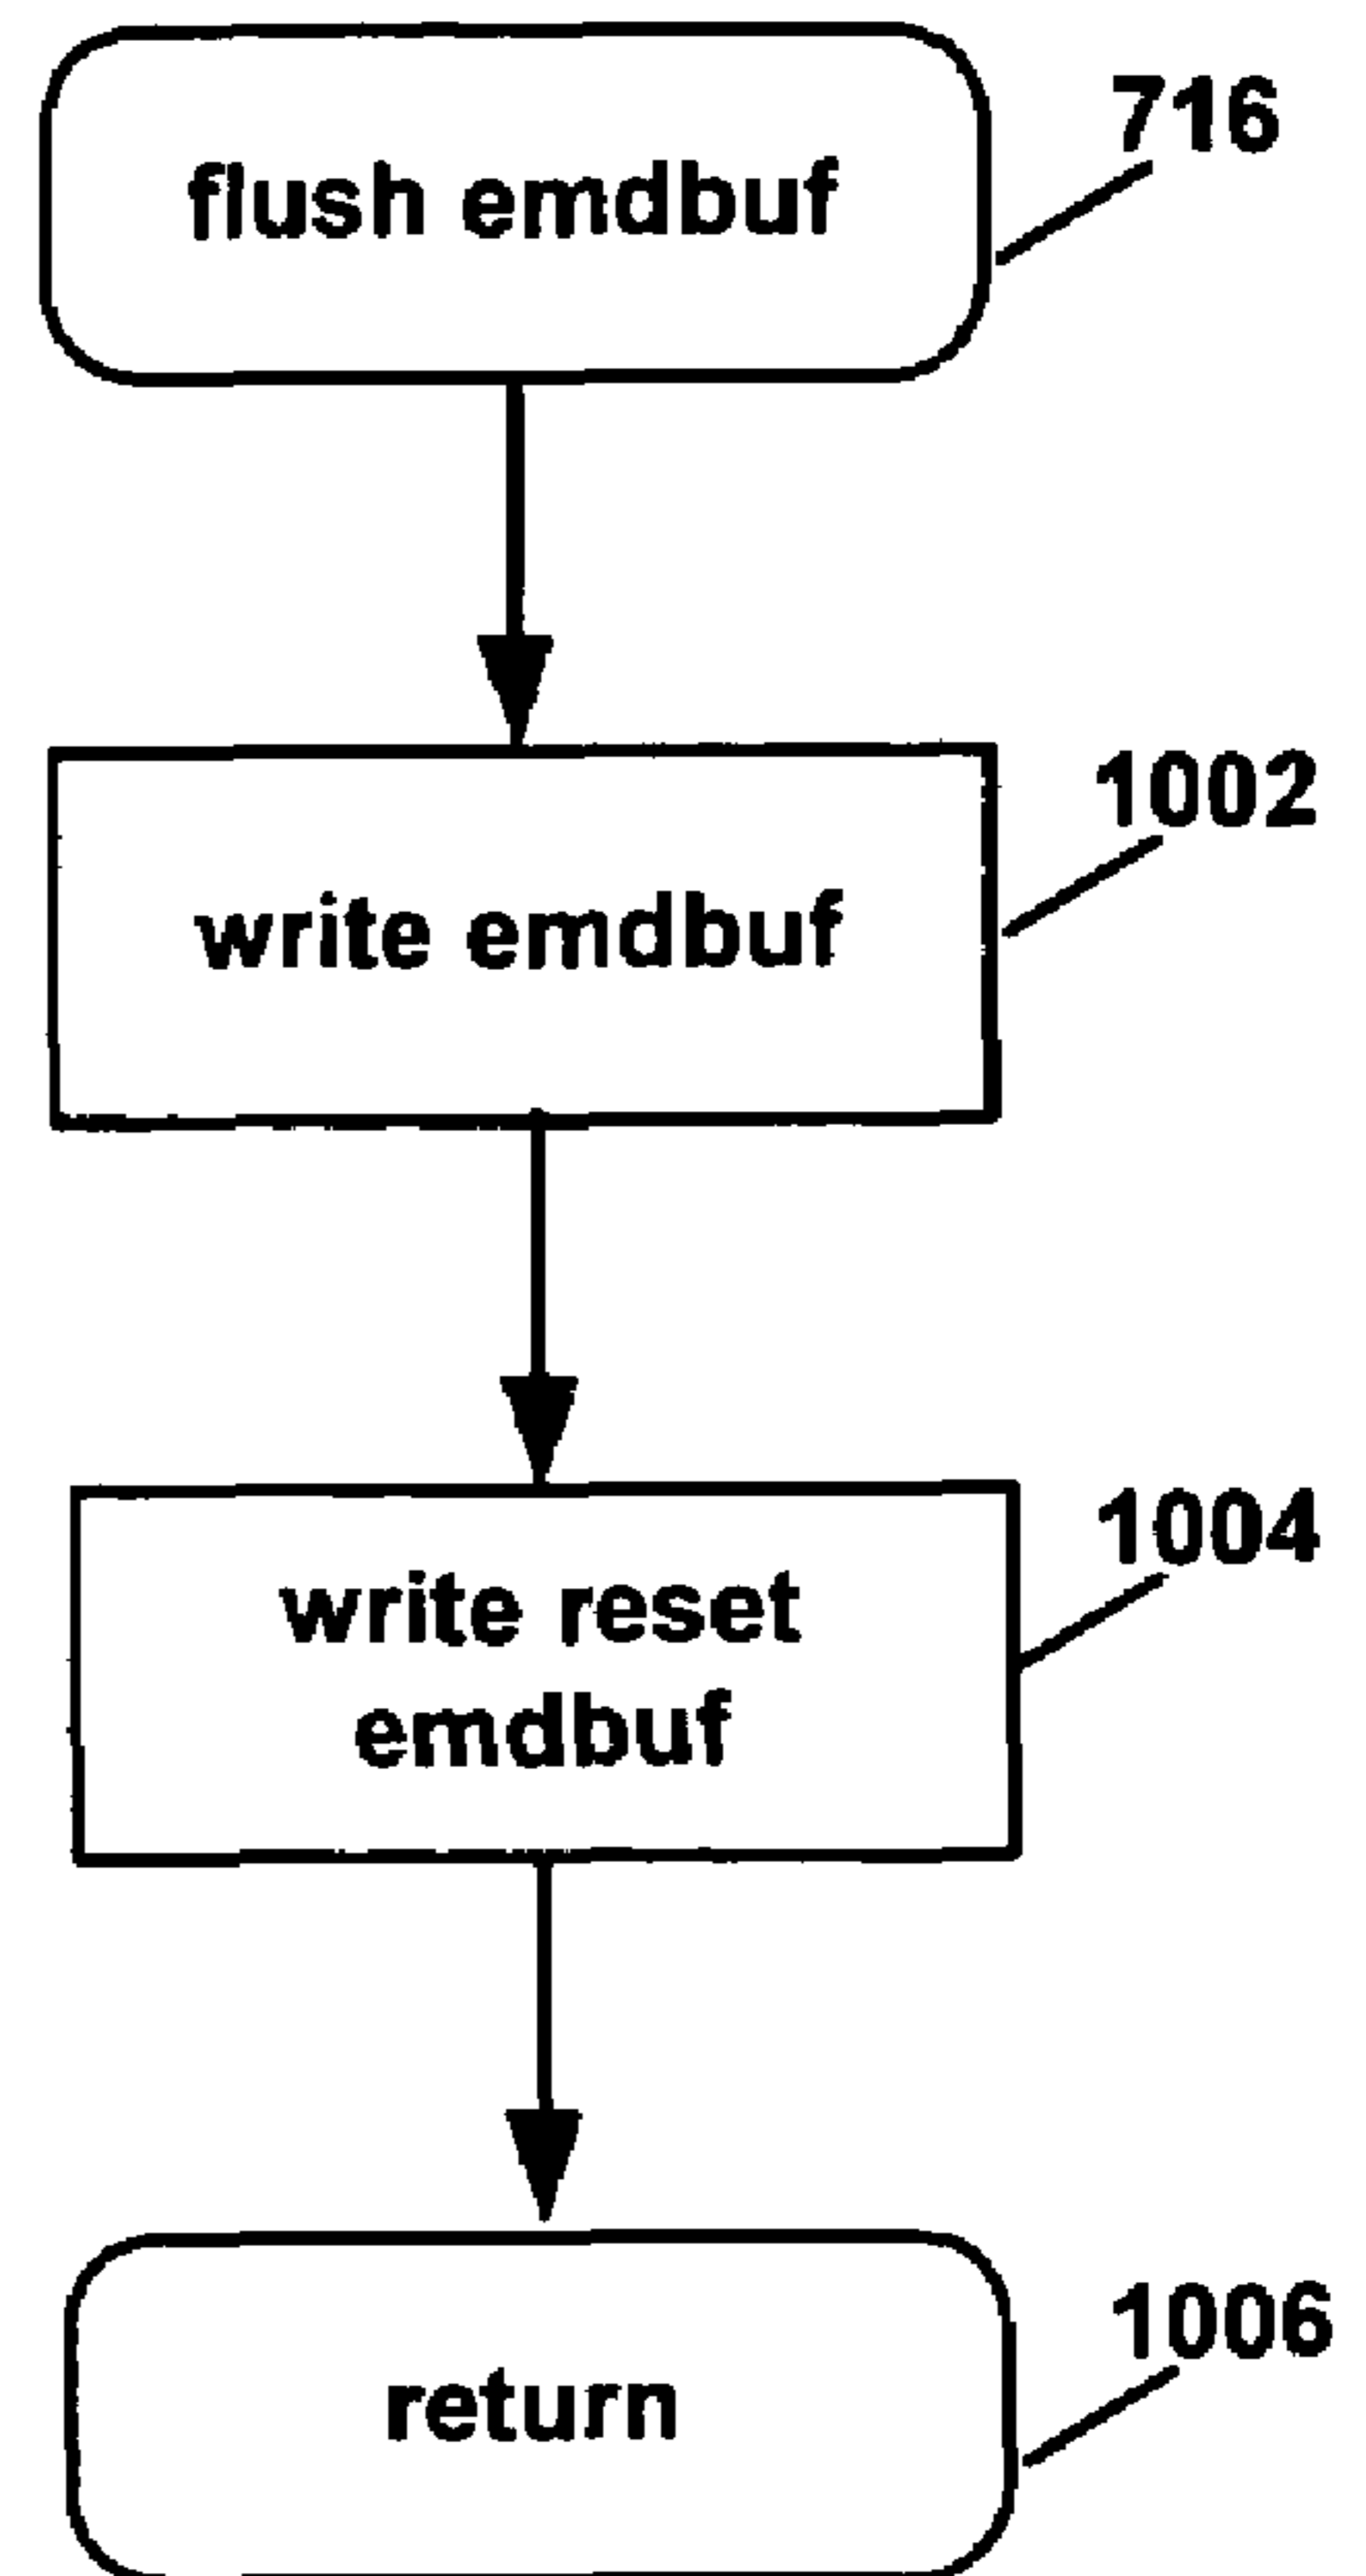 716
flush emdbuf
1002
write emdbuf
1004
write reset
emdbuf
1006
return